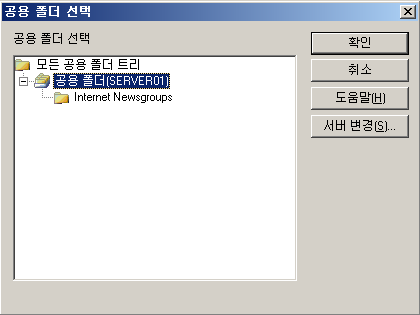 공용 폴더 선택
공용 폴더 선택
모든 공용 폴더 트리
공용 폴더(SERVER01)
Internet Newsgroups
확인
취소
도움말(H)
서버 변경(S)...